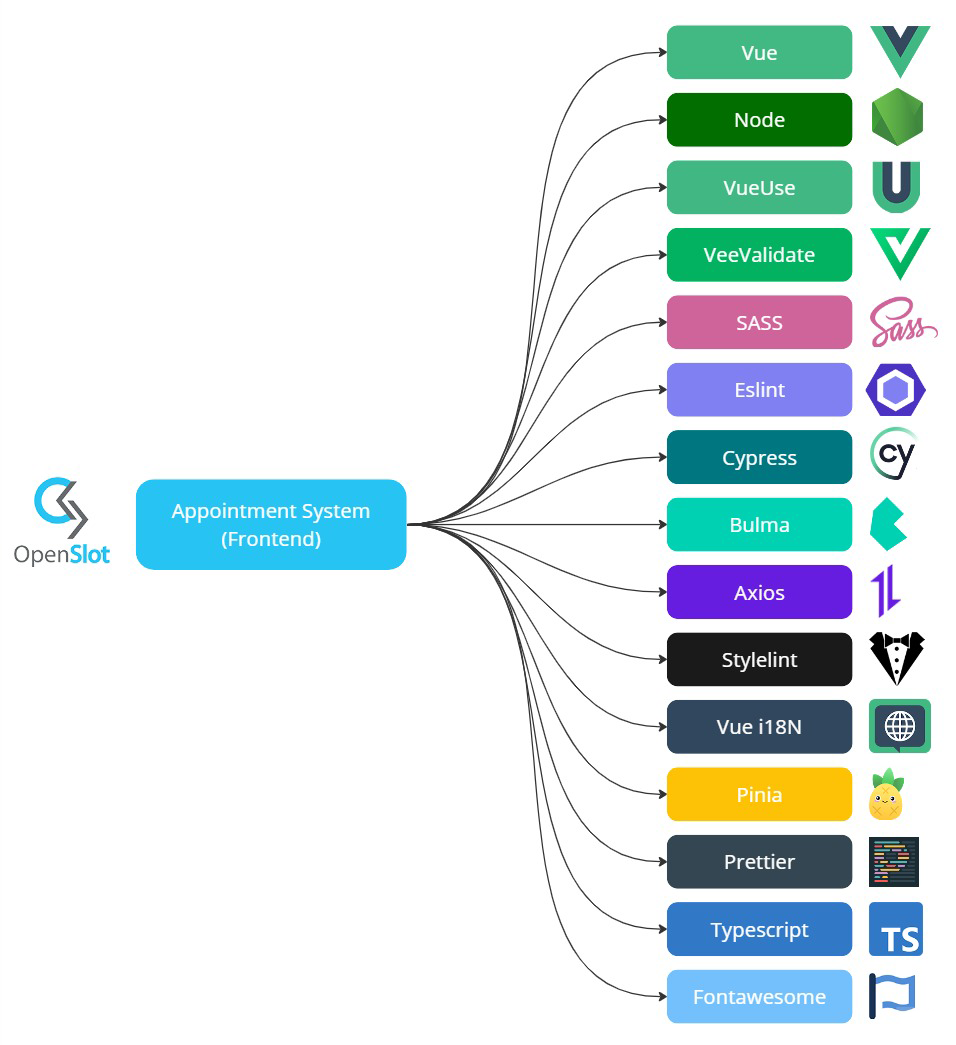 Vue
Node
VueUse
VeeValidate
SASS
Sass
Eslint
Cypress
cy
OpenSlot
Appointment System
(Frontend)
Bulma
Axios
Stylelint
Vue i18N
Pinia
Prettier
Typescript
TS
Fontawesome